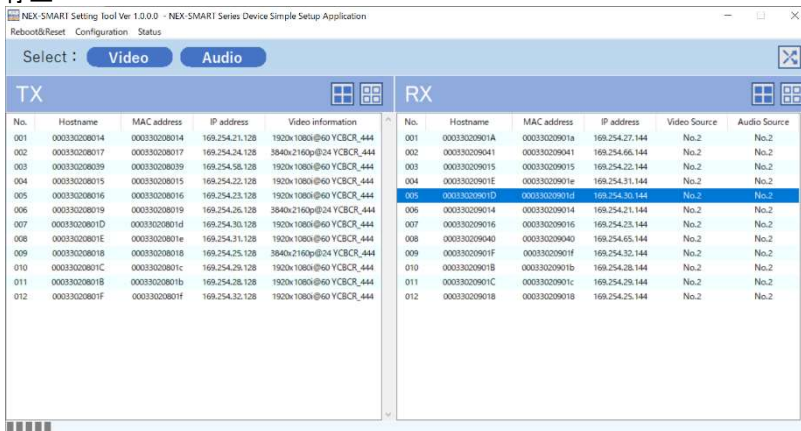 NEX-SMART Setting Tool Ver 1.0.0.0 - NEX-SMART Series Device Simple Setup Application
Reboot&Reset Configuration Status
Select : Video Audio
TX
No. Hostname MAC address IP address Video information
001 000330208014 000330208014 169.254.21.128 1920x1080i@60 YCBCR_444
002 000330208017 000330208017 169.254.24.128 3840x2160p@24 YCBCR_444
003 000330208039 000330208039 169.254.58.128 1920x1080i@60 YCBCR_444
004 000330208015 000330208015 169.254.22.128 1920x1080i@60 YCBCR_444
005 000330208016 000330208016 169.254.23.128 1920x1080i@60 YCBCR_444
006 000330208019 000330208019 169.254.26.128 3840x2160p@24 YCBCR_444
007 00033020801D 00033020801d 169.254.30.128 1920x1080i@60 YCBCR_444
008 00033020801E 00033020801e 169.254.31.128 1920x1080i@60 YCBCR_444
009 000330208018 000330208018 169.254.25.128 3840x2160p@24 YCBCR_444
010 00033020801C 00033020801c 169.254.29.128 1920x1080i@60 YCBCR_444
011 00033020801B 00033020801b 169.254.28.128 1920x1080i@60 YCBCR_444
012 00033020801F 00033020801f 169.254.32.128 1920x1080i@60 YCBCR_444
RX
No. Hostname MAC address IP address Video Source Audio Source
001 00033020901A 00033020901a 169.254.27.144 No.2 No.2
002 000330209041 000330209041 169.254.66.144 No.2 No.2
003 000330209015 000330209015 169.254.22.144 No.2 No.2
004 00033020901E 00033020901e 169.254.31.144 No.2 No.2
005 00033020901D 00033020901d 169.254.30.144 No.2 No.2
006 000330209014 000330209014 169.254.21.144 No.2 No.2
007 000330209016 000330209016 169.254.23.144 No.2 No.2
008 000330209040 000330209040 169.254.65.144 No.2 No.2
009 00033020901F 00033020901f 169.254.32.144 No.2 No.2
010 00033020901B 00033020901b 169.254.28.144 No.2 No.2
011 00033020901C 00033020901c 169.254.29.144 No.2 No.2
012 000330209018 000330209018 169.254.25.144 No.2 No.2